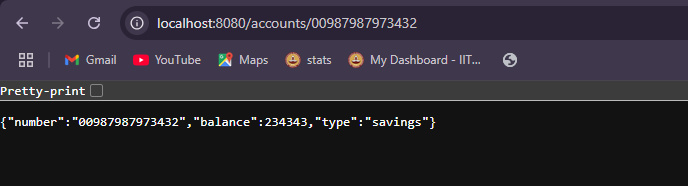 localhost:8080/accounts/00987987973432
Gmail YouTube Maps stats My Dashboard - IIT...
Pretty-print
{"number":"00987987973432","balance":234343,"type":"savings"}